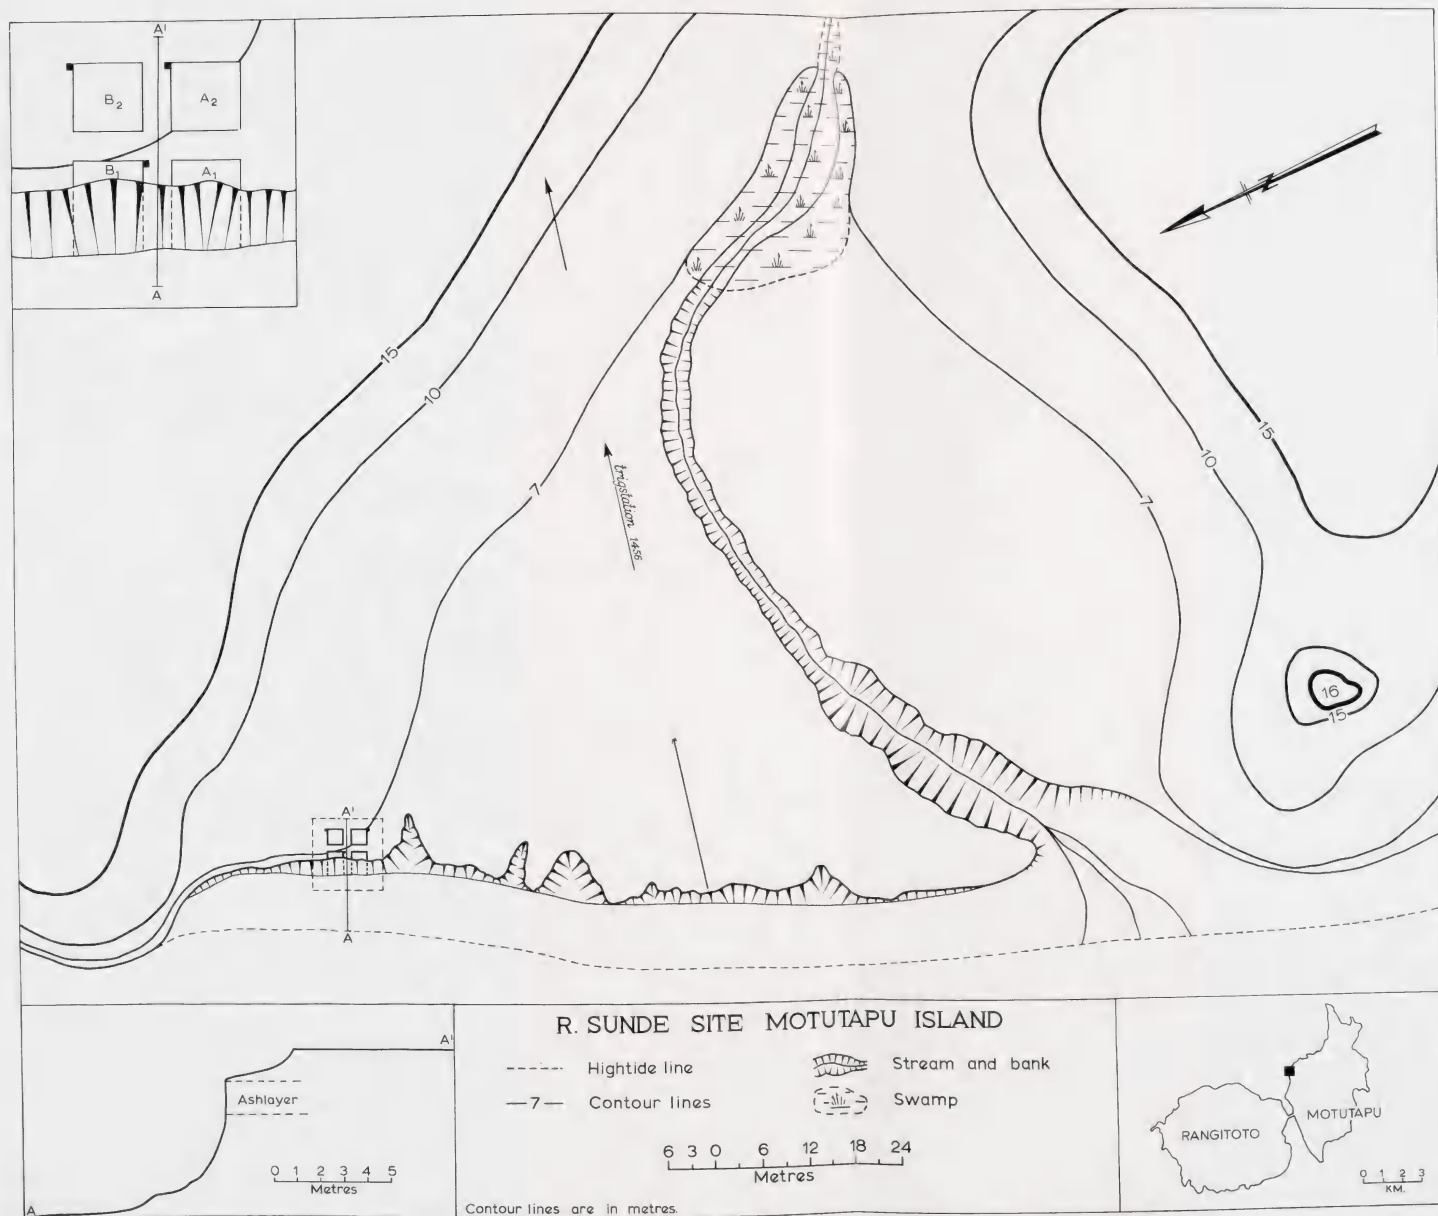 A'
B2
A2
B1
A1
A
15
10
7
trigstation 1456
N
15
10
7
16
15
A'
A
A'
Ashlayer
0 1 2 3 4 5
Metres
A
R. SUNDE SITE MOTUTAPU ISLAND
Hightide line
Stream and bank
7 Contour lines
Swamp
6 3 0 6 12 18 24
Metres
Contour lines are in metres.
RANGITOTO
MOTUTAPU
0 1 2 3
KM.